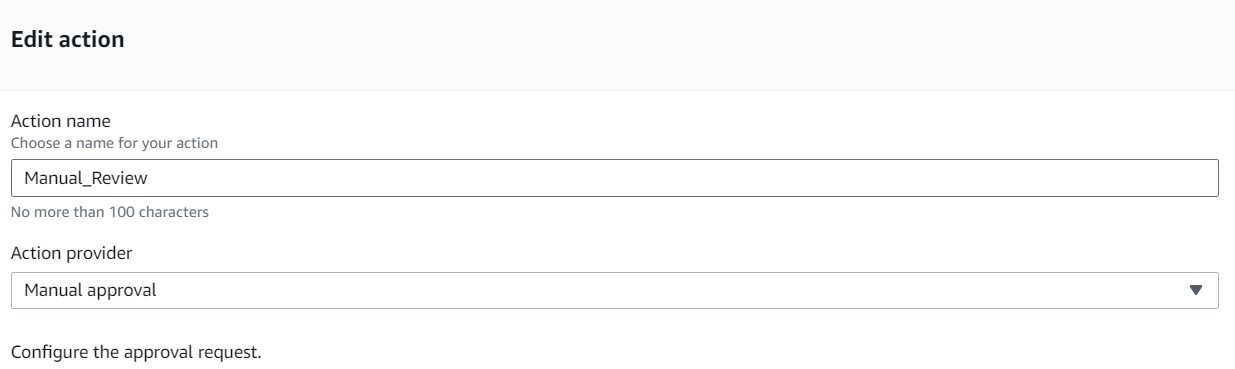 Edit action
Action name
Choose a name for your action
Manual_Review
No more than 100 characters
Action provider
Manual approval
Configure the approval request.